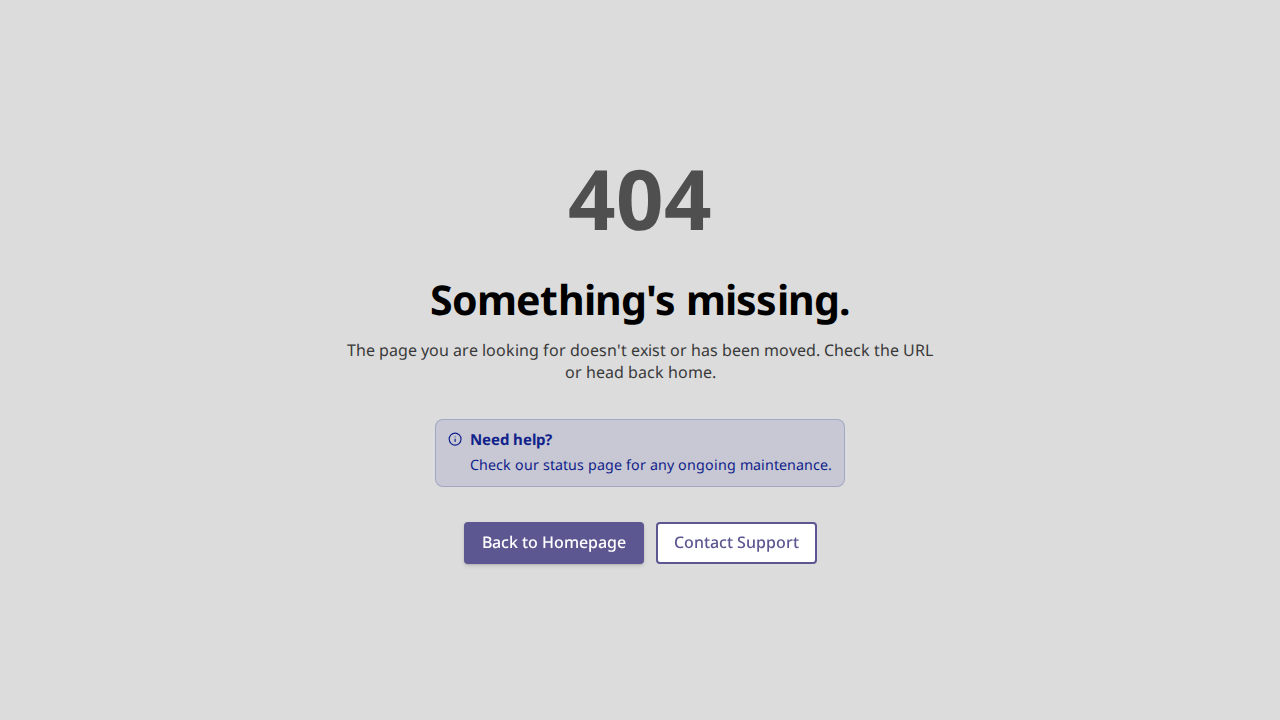 404
Something's missing.
The page you are looking for doesn't exist or has been moved. Check the URL
or head back home.
Need help?
Check our status page for any ongoing maintenance.
Back to Homepage
Contact Support